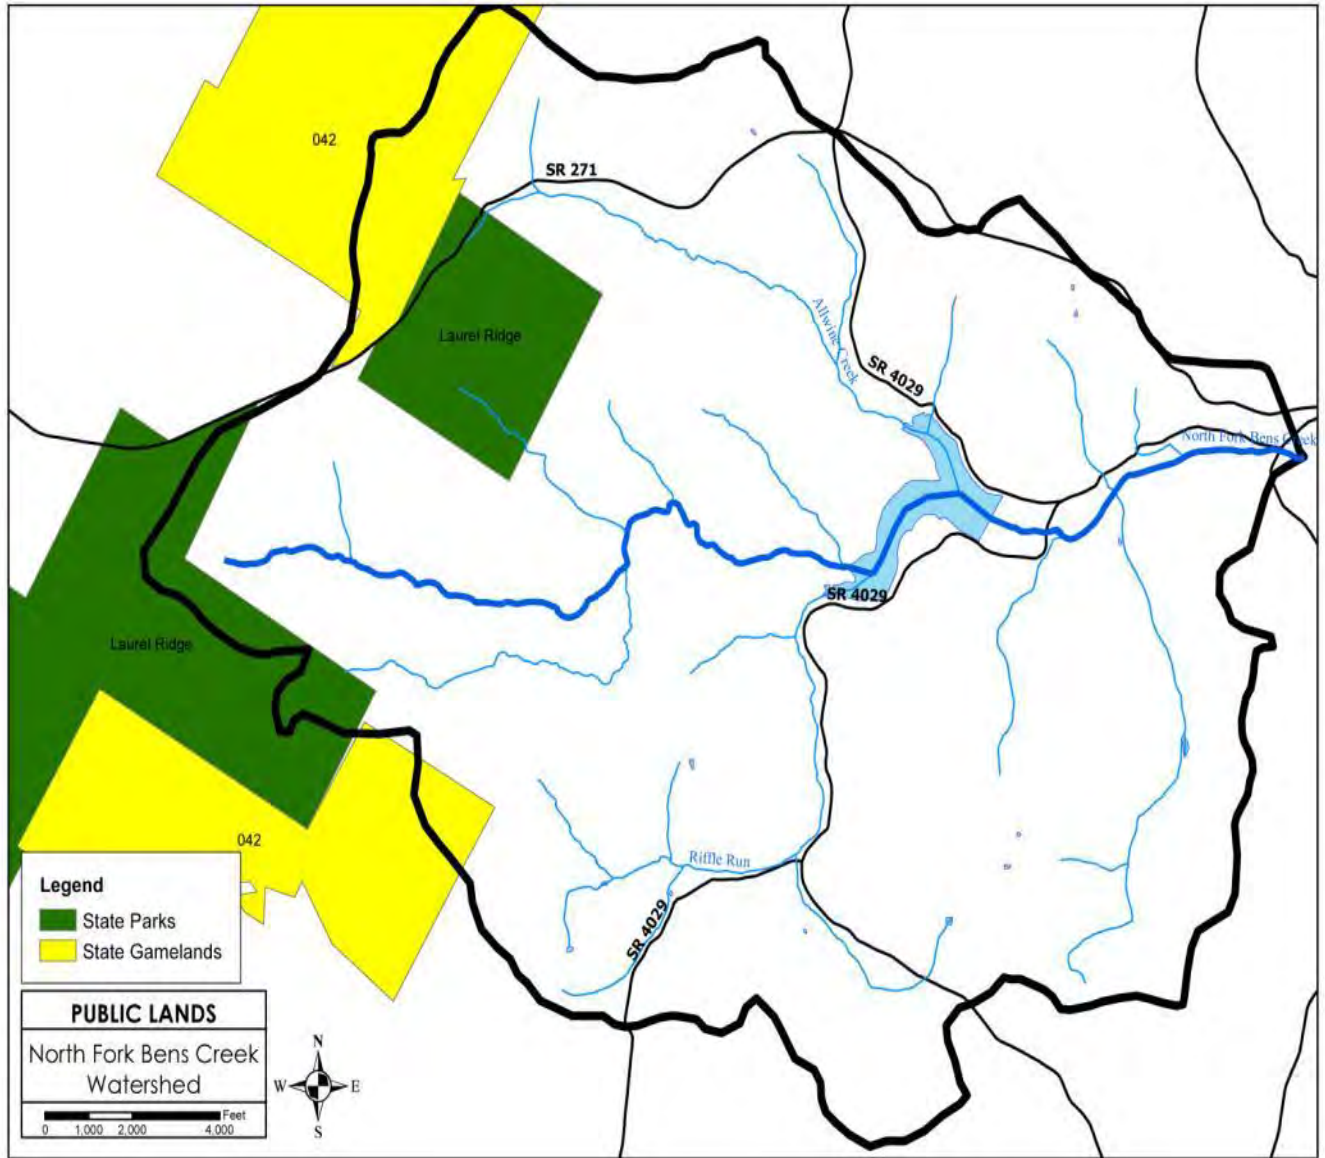 042
SR 271
Laurel Ridge
Allwine Creek
SR 4029
North Fork Bens Creek
SR 4029
Laurel Ridge
042
Riffle Run
SR 4029
Legend
State Parks
State Gamelands
PUBLIC LANDS
North Fork Bens Creek
Watershed
Feet
0 1,000 2,000 4,000
N
W E
S